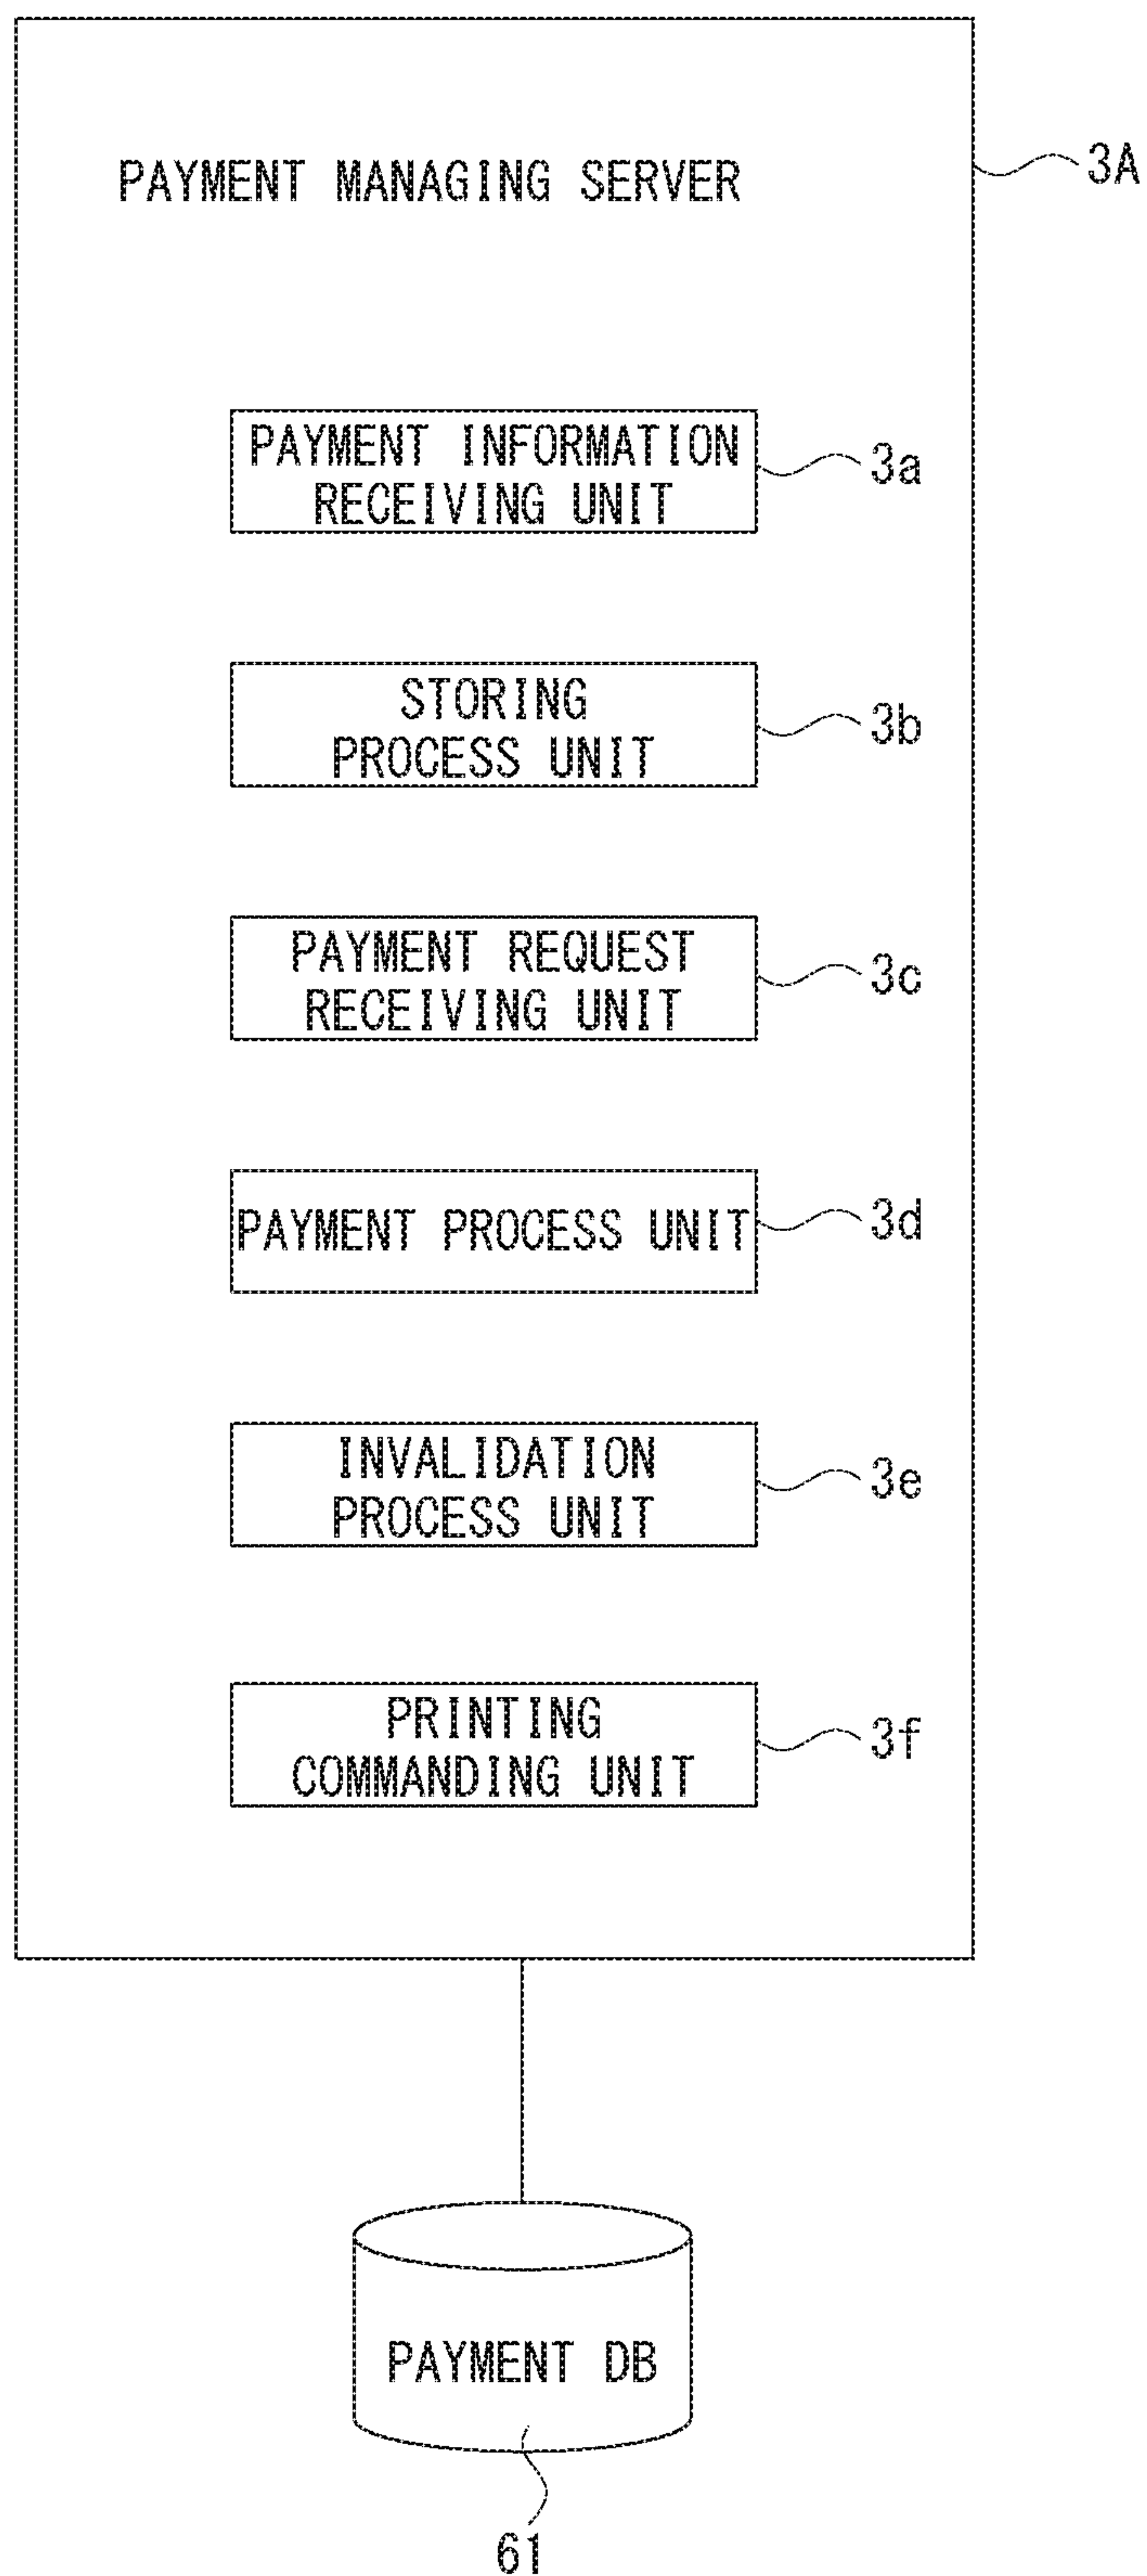 PAYMENT MANAGING SERVER
3A
PAYMENT INFORMATION
RECEIVING UNIT
3a
STORING
PROCESS UNIT
3b
PAYMENT REQUEST
RECEIVING UNIT
3c
PAYMENT PROCESS UNIT
3d
INVALIDATION
PROCESS UNIT
3e
PRINTING
COMMANDING UNIT
3f
PAYMENT DB
61